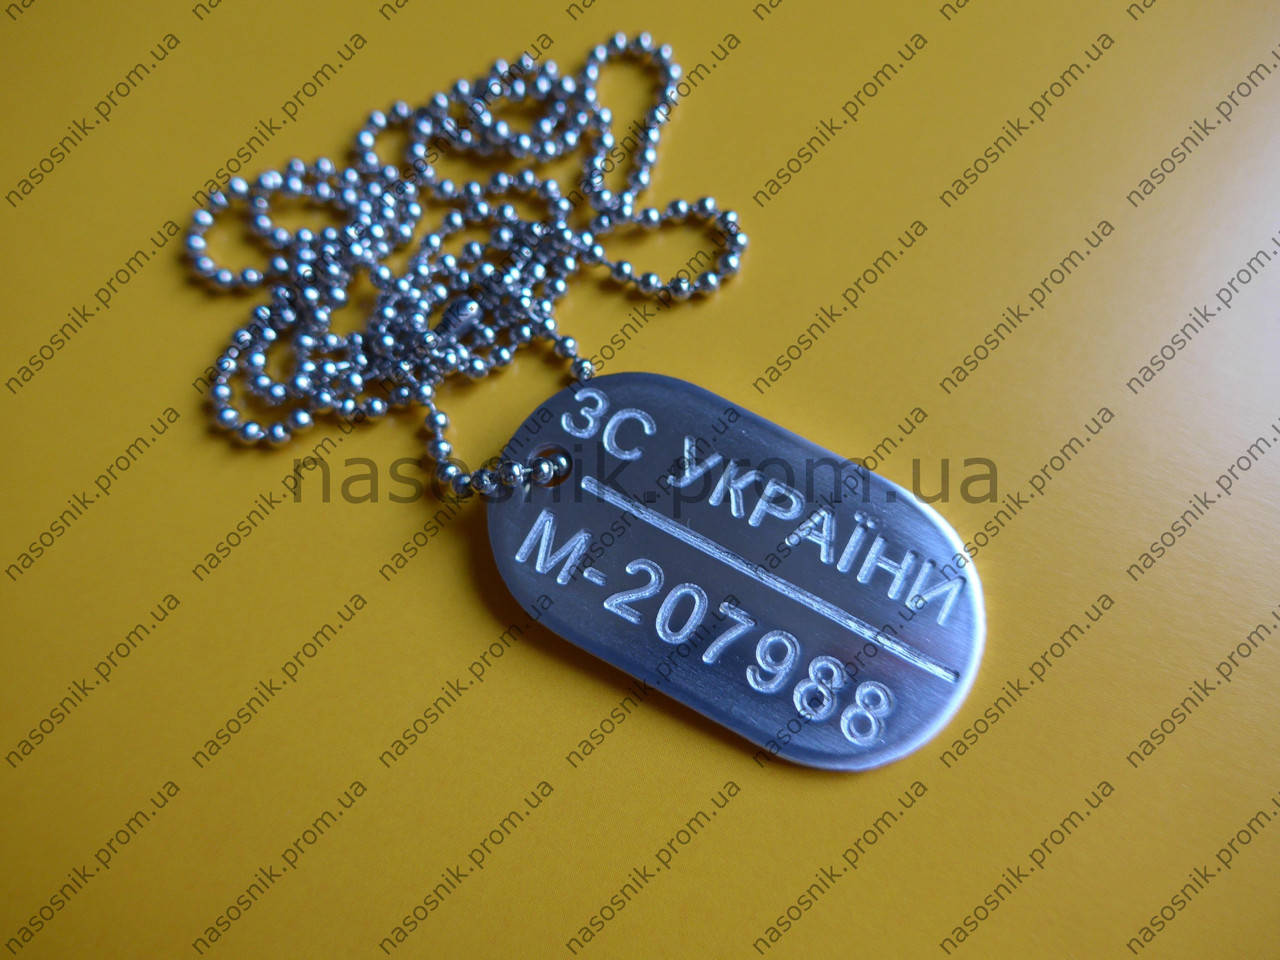 ЗС УКРАЇНИ
М-207988
nasosnik.prom.ua